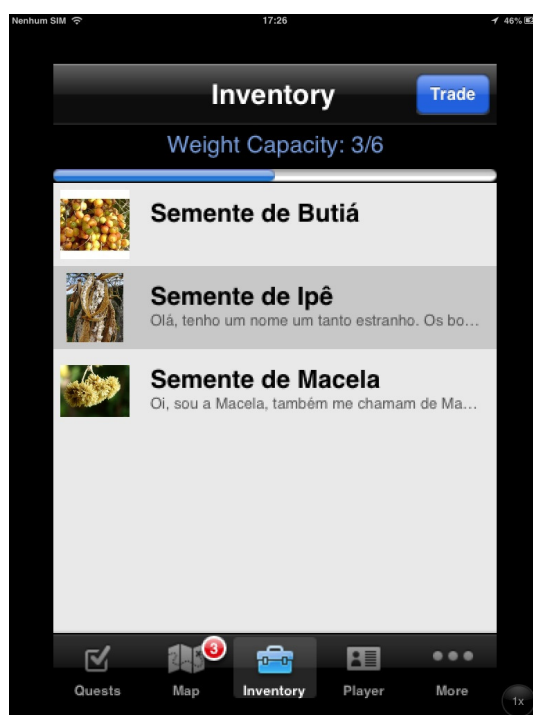 Nenhum SIM 17:26 46%
Inventory Trade
Weight Capacity: 3/6
Semente de Butiá
Semente de Ipê
Olá, tenho um nome um tanto estranho. Os bo...
Semente de Macela
Oi, sou a Macela, também me chamam de Ma...
3
Quests Map Inventory Player More
1x